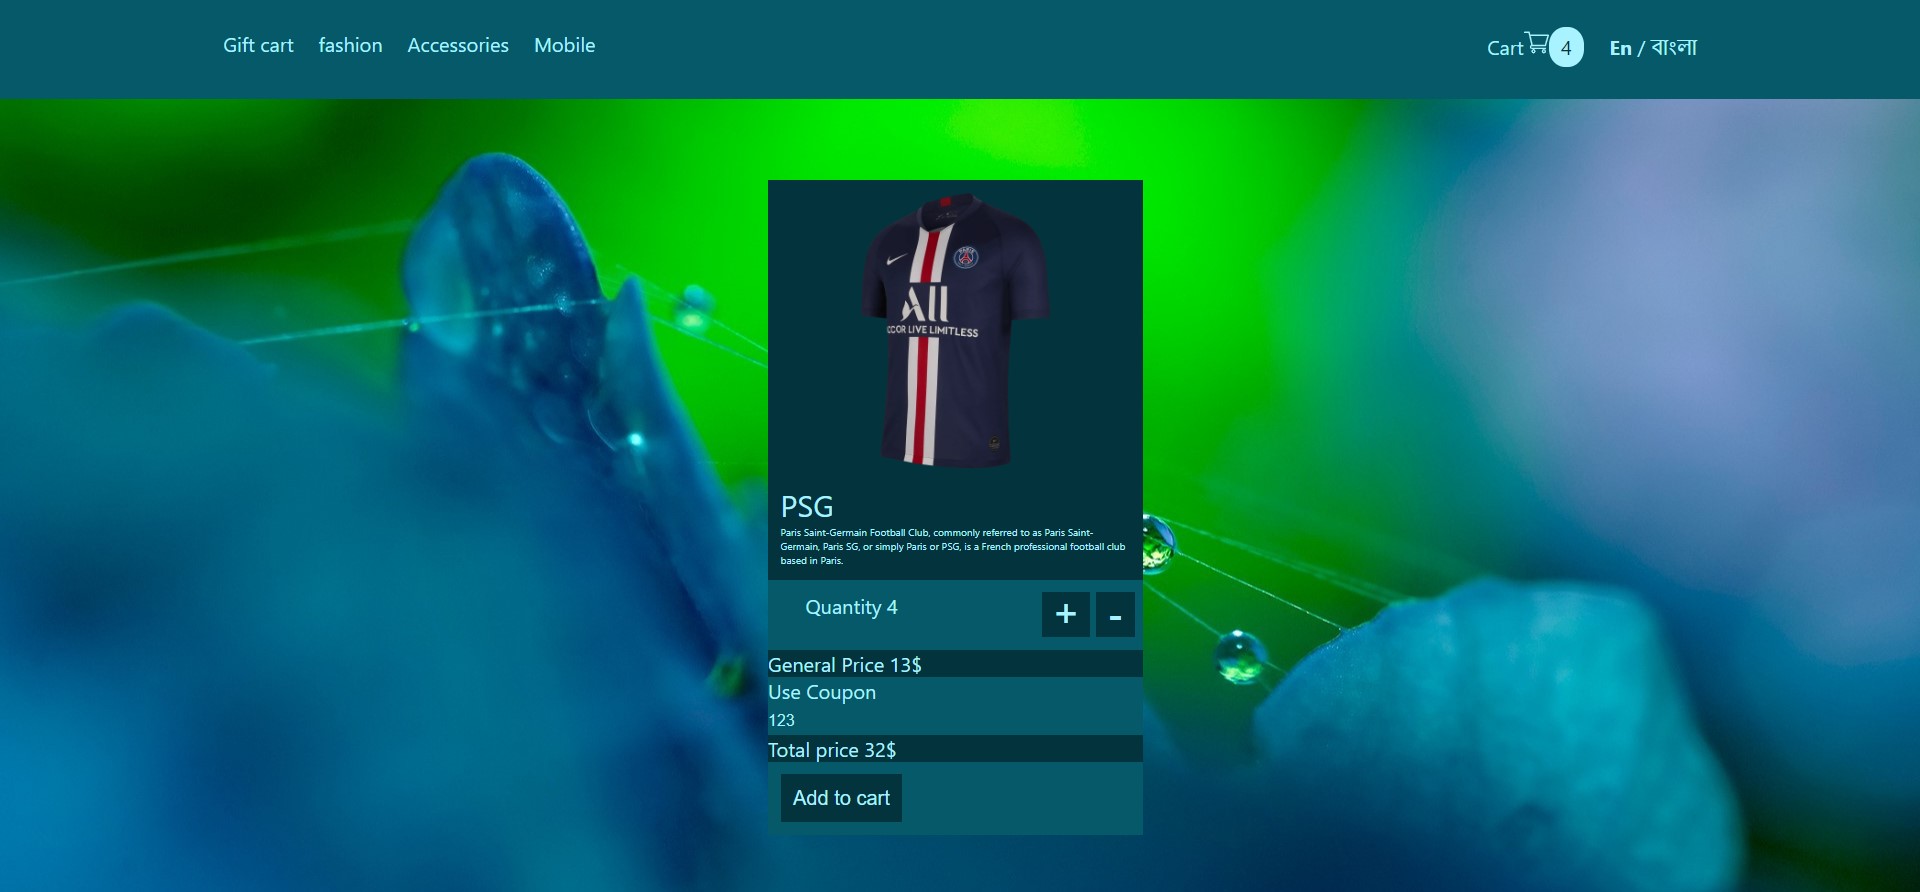 Gift cart fashion Accessories Mobile
Cart 4 En / বাংলা
PARIS
All
CCOR LIVE LIMITLESS
PSG
Paris Saint-Germain Football Club, commonly referred to as Paris Saint-
Germain, Paris SG, or simply Paris or PSG, is a French professional football club
based in Paris.
Quantity 4 + -
General Price 13$
Use Coupon
123
Total price 32$
Add to cart